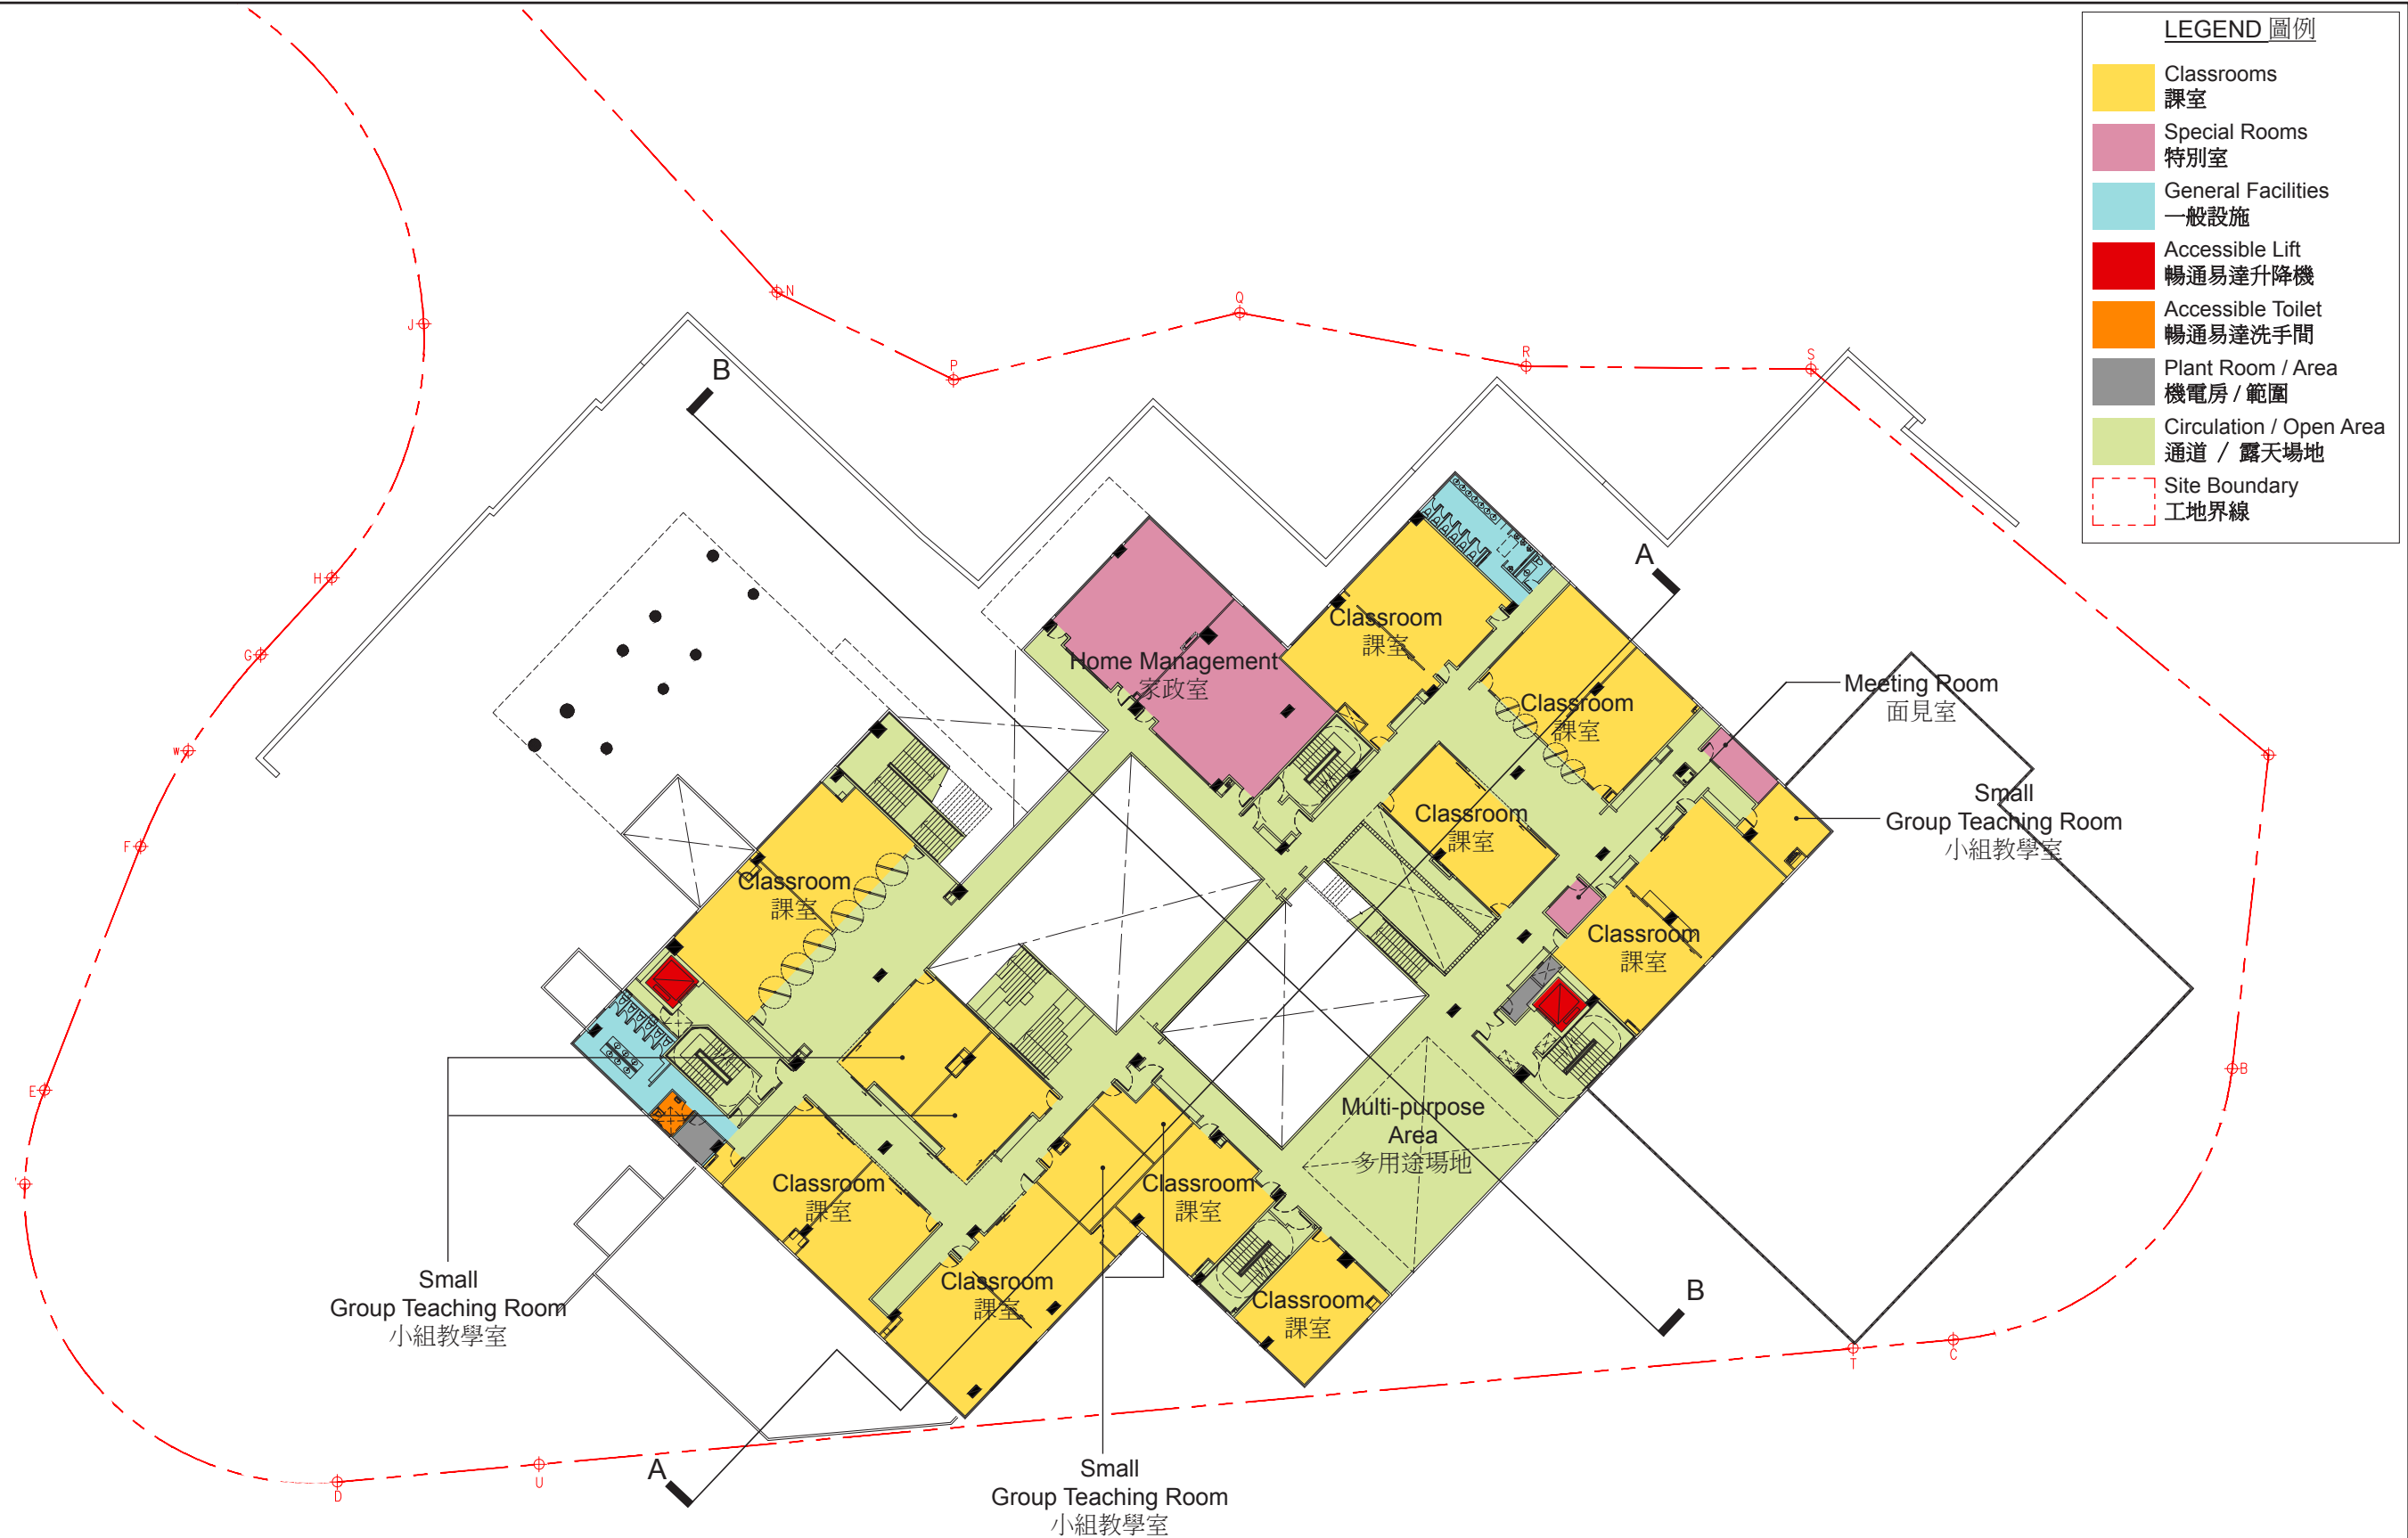 LEGEND 圖例
Classrooms
課室
Special Rooms
特別室
General Facilities
一般設施
Accessible Lift
暢通易達升降機
Accessible Toilet
暢通易達洗手間
Plant Room / Area
機電房 / 範圍
Circulation / Open Area
通道 / 露天場地
Site Boundary
工地界線
N
Q
J
P
R
S
B
A
H
G
W
F
E
D
U
T
C
B
Classroom
課室
Home Management
家政室
Classroom
課室
Meeting Room
面見室
Classroom
課室
Small
Group Teaching Room
小組教學室
Classroom
課室
Classroom
課室
Multi-purpose
Area
多用途場地
Classroom
課室
Classroom
課室
Classroom
課室
Classroom
課室
Small
Group Teaching Room
小組教學室
B
A
Small
Group Teaching Room
小組教學室